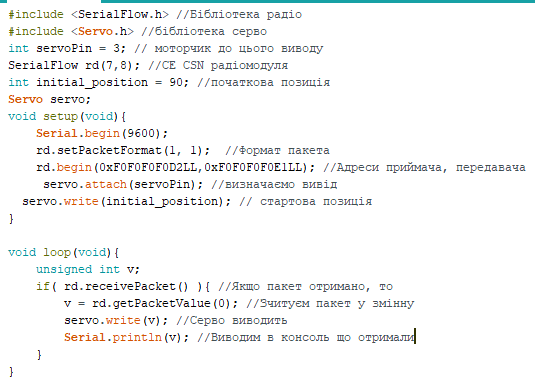 #include <SerialFlow.h> //Бібліотека радіо
#include <Servo.h> //бібліотека серво
int servoPin = 3; // моторчик до цього виводу
SerialFlow rd(7,8); //CE CSN радіомодуля
int initial_position = 90; //початкова позиція
Servo servo;
void setup(void){
    Serial.begin(9600);
    rd.setPacketFormat(1, 1);  //Формат пакета
    rd.begin(0xF0F0F0F0D2LL,0xF0F0F0F0E1LL); //Адреси приймача, передавача
     servo.attach(servoPin); //визначаємо вивід
  servo.write(initial_position); // стартова позиція
}

void loop(void){
    unsigned int v;
    if( rd.receivePacket() ){ //Якщо пакет отримано, то
        v = rd.getPacketValue(0); //Зчитуєм пакет у змінну
        servo.write(v); //Серво виводить
        Serial.println(v); //Виводим в консоль що отримали
    }
}